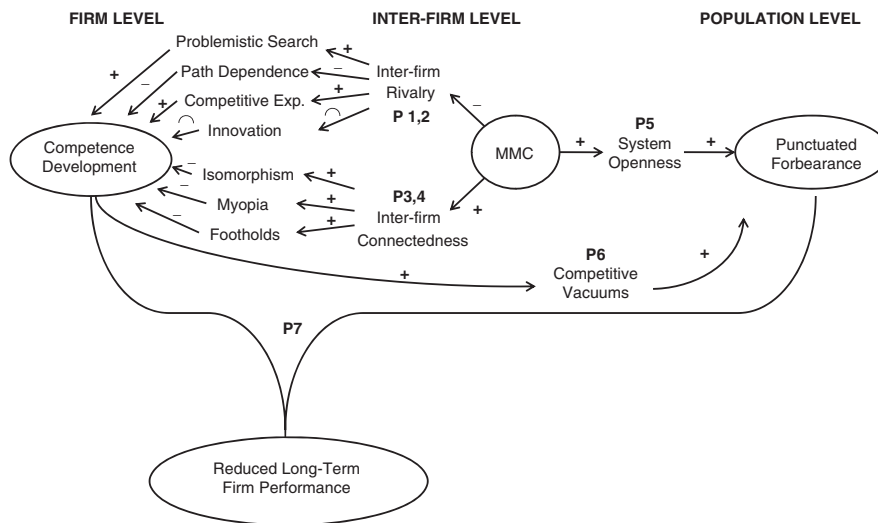 FIRM LEVEL
INTER-FIRM LEVEL
POPULATION LEVEL
Problemistic Search
+
+
Path Dependence
–
–
Competitive Exp.
+
+
Innovation
Inter-firm
Rivalry
P 1,2
–
Competence
Development
MMC
+
P5
System
Openness
+
Punctuated
Forbearance
Isomorphism
–
+
Myopia
–
+
Footholds
–
+
P3,4
Inter-firm
Connectedness
+
+
P6
Competitive
Vacuums
+
P7
Reduced Long-Term
Firm Performance